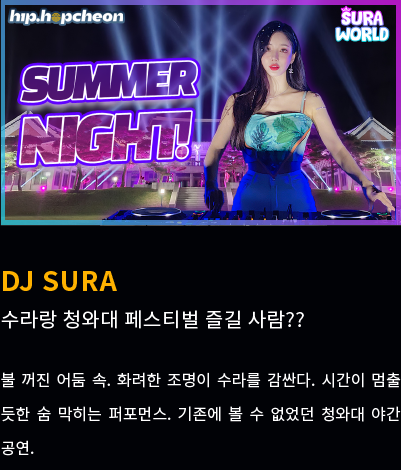 hip.hopcheon
SURA
WORLD
SUMMER
NIGHT!
DJ SURA
수라랑 청와대 페스티벌 즐길 사람??
불 꺼진 어둠 속. 화려한 조명이 수라를 감싼다. 시간이 멈출
듯한 숨 막히는 퍼포먼스. 기존에 볼 수 없었던 청와대 야간
공연.